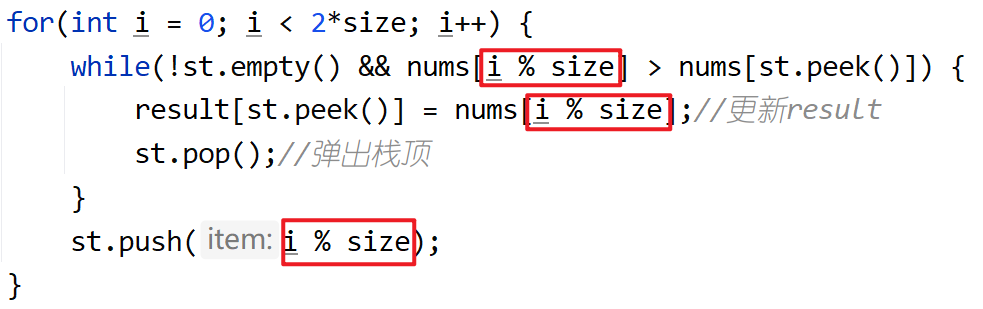 for(int i = 0; i < 2*size; i++) {
    while(!st.empty() && nums[i % size] > nums[st.peek()]) {
        result[st.peek()] = nums[i % size];//更新result
        st.pop();//弹出栈顶
    }
    st.push( item: i % size);
}